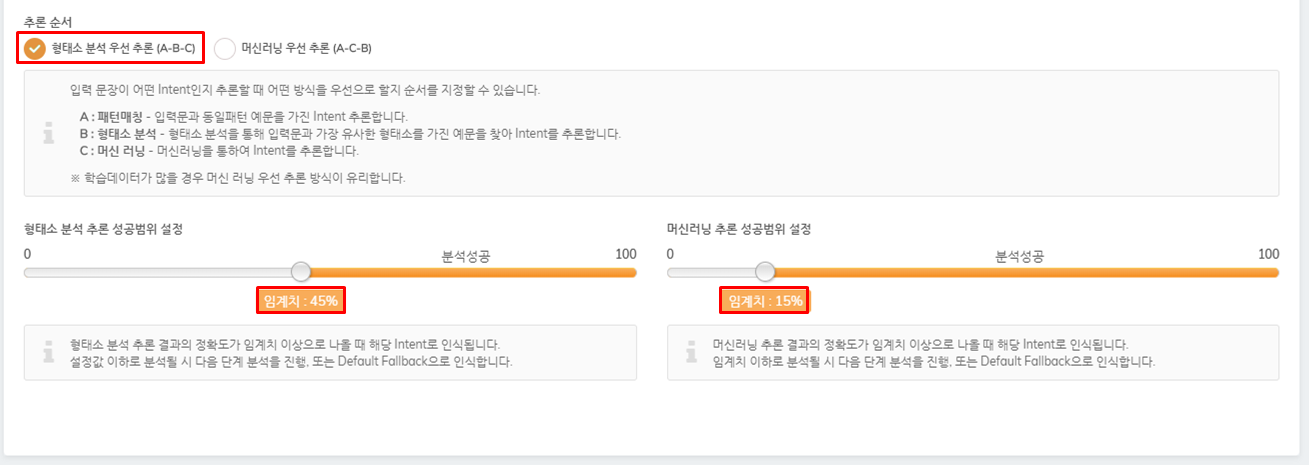 추론 순서
형태소 분석 우선 추론 (A-B-C) 머신러닝 우선 추론 (A-C-B)
입력 문장이 어떤 Intent인지 추론할 때 어떤 방식을 우선으로 할지 순서를 지정할 수 있습니다.
A : 패턴매칭 - 입력문과 동일패턴 예문을 가진 Intent 추론합니다.
B : 형태소 분석 - 형태소 분석을 통해 입력문과 가장 유사한 형태소를 가진 예문을 찾아 Intent를 추론합니다.
C : 머신 러닝 - 머신러닝을 통하여 Intent를 추론합니다.
※ 학습데이터가 많을 경우 머신 러닝 우선 추론 방식이 유리합니다.
형태소 분석 추론 성공범위 설정
0 분석성공 100
임계치 : 45%
형태소 분석 추론 결과의 정확도가 임계치 이상으로 나올 때 해당 Intent로 인식됩니다.
설정값 이하로 분석될 시 다음 단계 분석을 진행, 또는 Default Fallback으로 인식합니다.
머신러닝 추론 성공범위 설정
0 분석성공 100
임계치 : 15%
머신러닝 추론 결과의 정확도가 임계치 이상으로 나올 때 해당 Intent로 인식됩니다.
임계치 이하로 분석될 시 다음 단계 분석을 진행, 또는 Default Fallback으로 인식합니다.